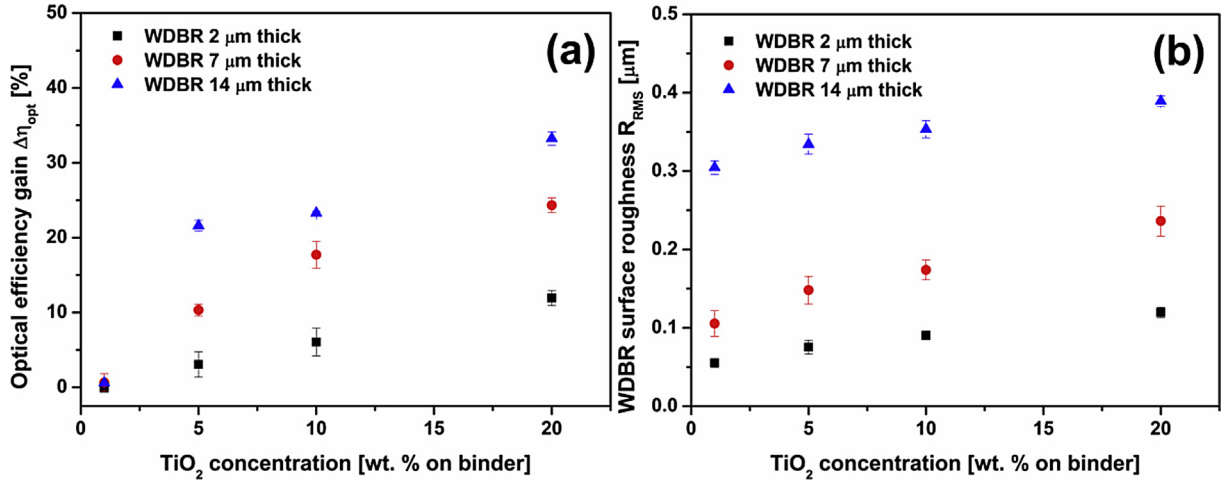 (a)
WDBR 2 μm thick
WDBR 7 μm thick
WDBR 14 μm thick
Optical efficiency gain Δηopt [%]
50
40
30
20
10
0
0 5 10 15 20
TiO2 concentration [wt. % on binder]
(b)
WDBR 2 μm thick
WDBR 7 μm thick
WDBR 14 μm thick
WDBR surface roughness RRMS [μm]
0.5
0.4
0.3
0.2
0.1
0.0
0 5 10 15 20
TiO2 concentration [wt. % on binder]